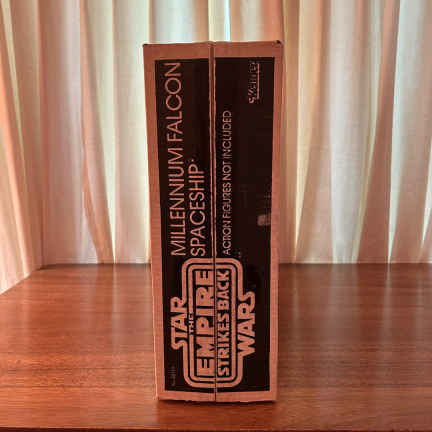 MILLENNIUM FALCON
SPACESHIP
ACTION FIGURES NOT INCLUDED
Kenner
STAR
THE
EMPIRE
STRIKES BACK
WARS